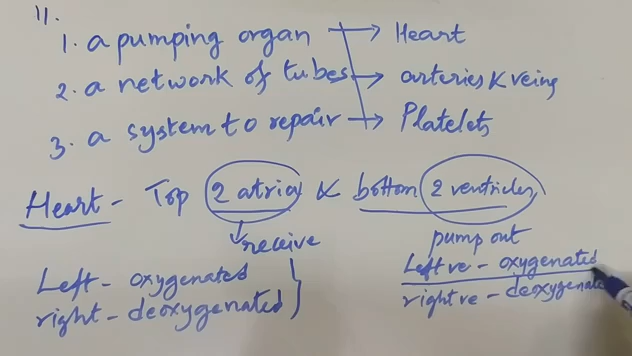 11.
1. a pumping organ → Heart
2. a network of tubes → arteries & veins
3. a system to repair → Platelets
Heart - Top 2 atria & bottom 2 ventricles
receive
pump out
Left - oxygenated
right - deoxygenated
Left ve - oxygenated
right ve - deoxygenated